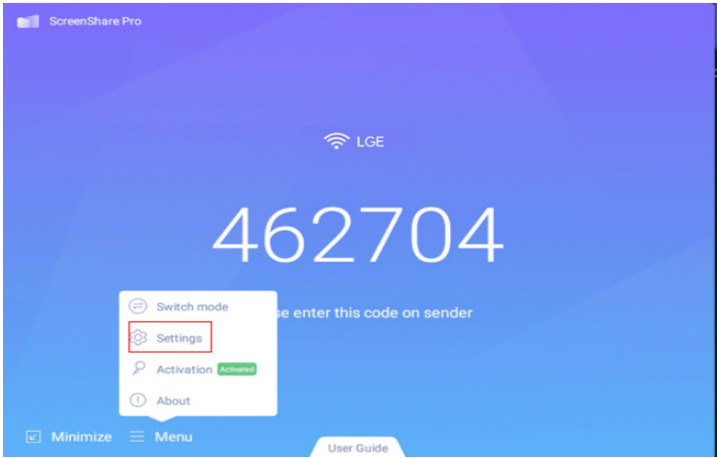 ScreenShare Pro
LGE
462704
se enter this code on sender
Switch mode
Settings
Activation Activated
About
Minimize
Menu
User Guide